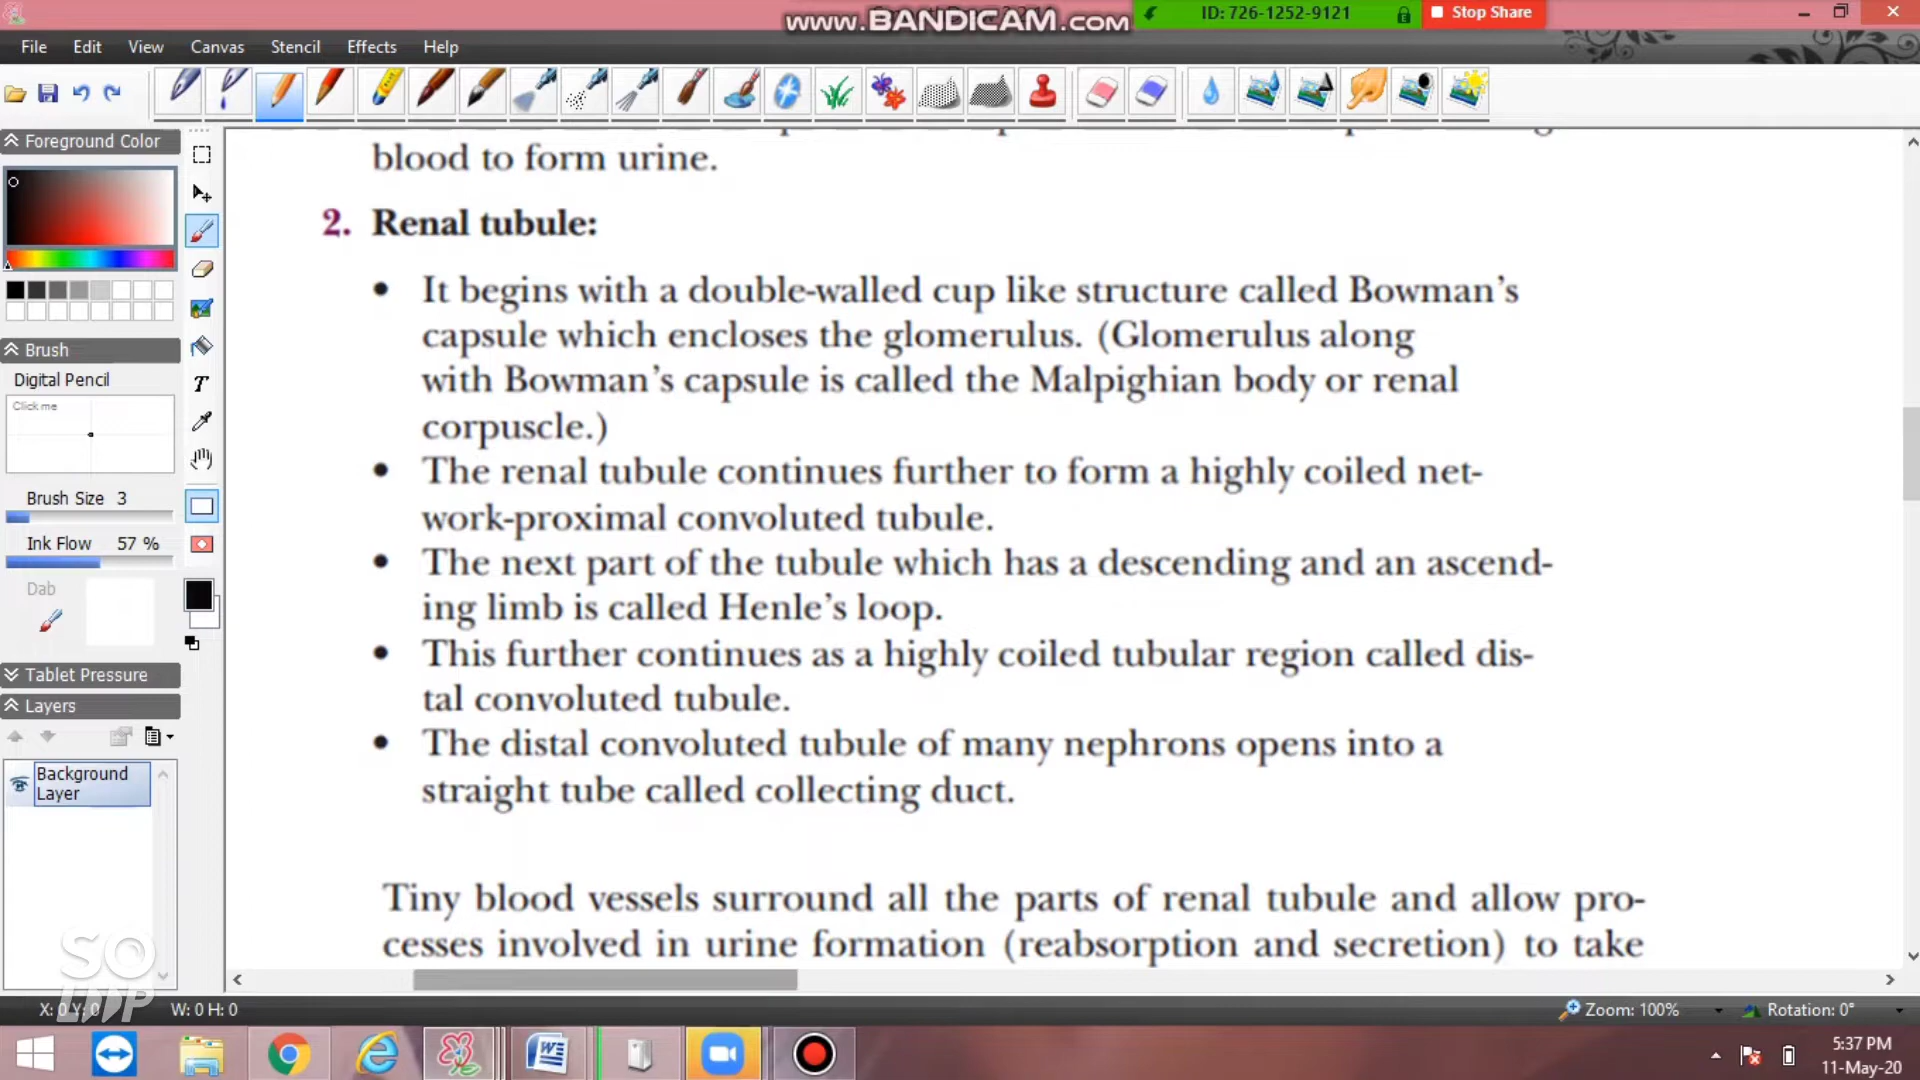 www.BANDICAM.com
ID: 726-1252-9121
Stop Share
File Edit View Canvas Stencil Effects Help
Foreground Color
Brush
Digital Pencil
Click me
Brush Size 3
Ink Flow 57 %
Dab
Tablet Pressure
Layers
Background
Layer
blood to form urine.
2. Renal tubule:
• It begins with a double-walled cup like structure called Bowman's
capsule which encloses the glomerulus. (Glomerulus along
with Bowman's capsule is called the Malpighian body or renal
corpuscle.)
• The renal tubule continues further to form a highly coiled net-
work-proximal convoluted tubule.
• The next part of the tubule which has a descending and an ascend-
ing limb is called Henle's loop.
• This further continues as a highly coiled tubular region called dis-
tal convoluted tubule.
• The distal convoluted tubule of many nephrons opens into a
straight tube called collecting duct.
Tiny blood vessels surround all the parts of renal tubule and allow pro-
cesses involved in urine formation (reabsorption and secretion) to take
SO
LOOP
X: 0 Y: 0 W: 0 H: 0
Zoom: 100% Rotation: 0°
5:37 PM
11-May-20